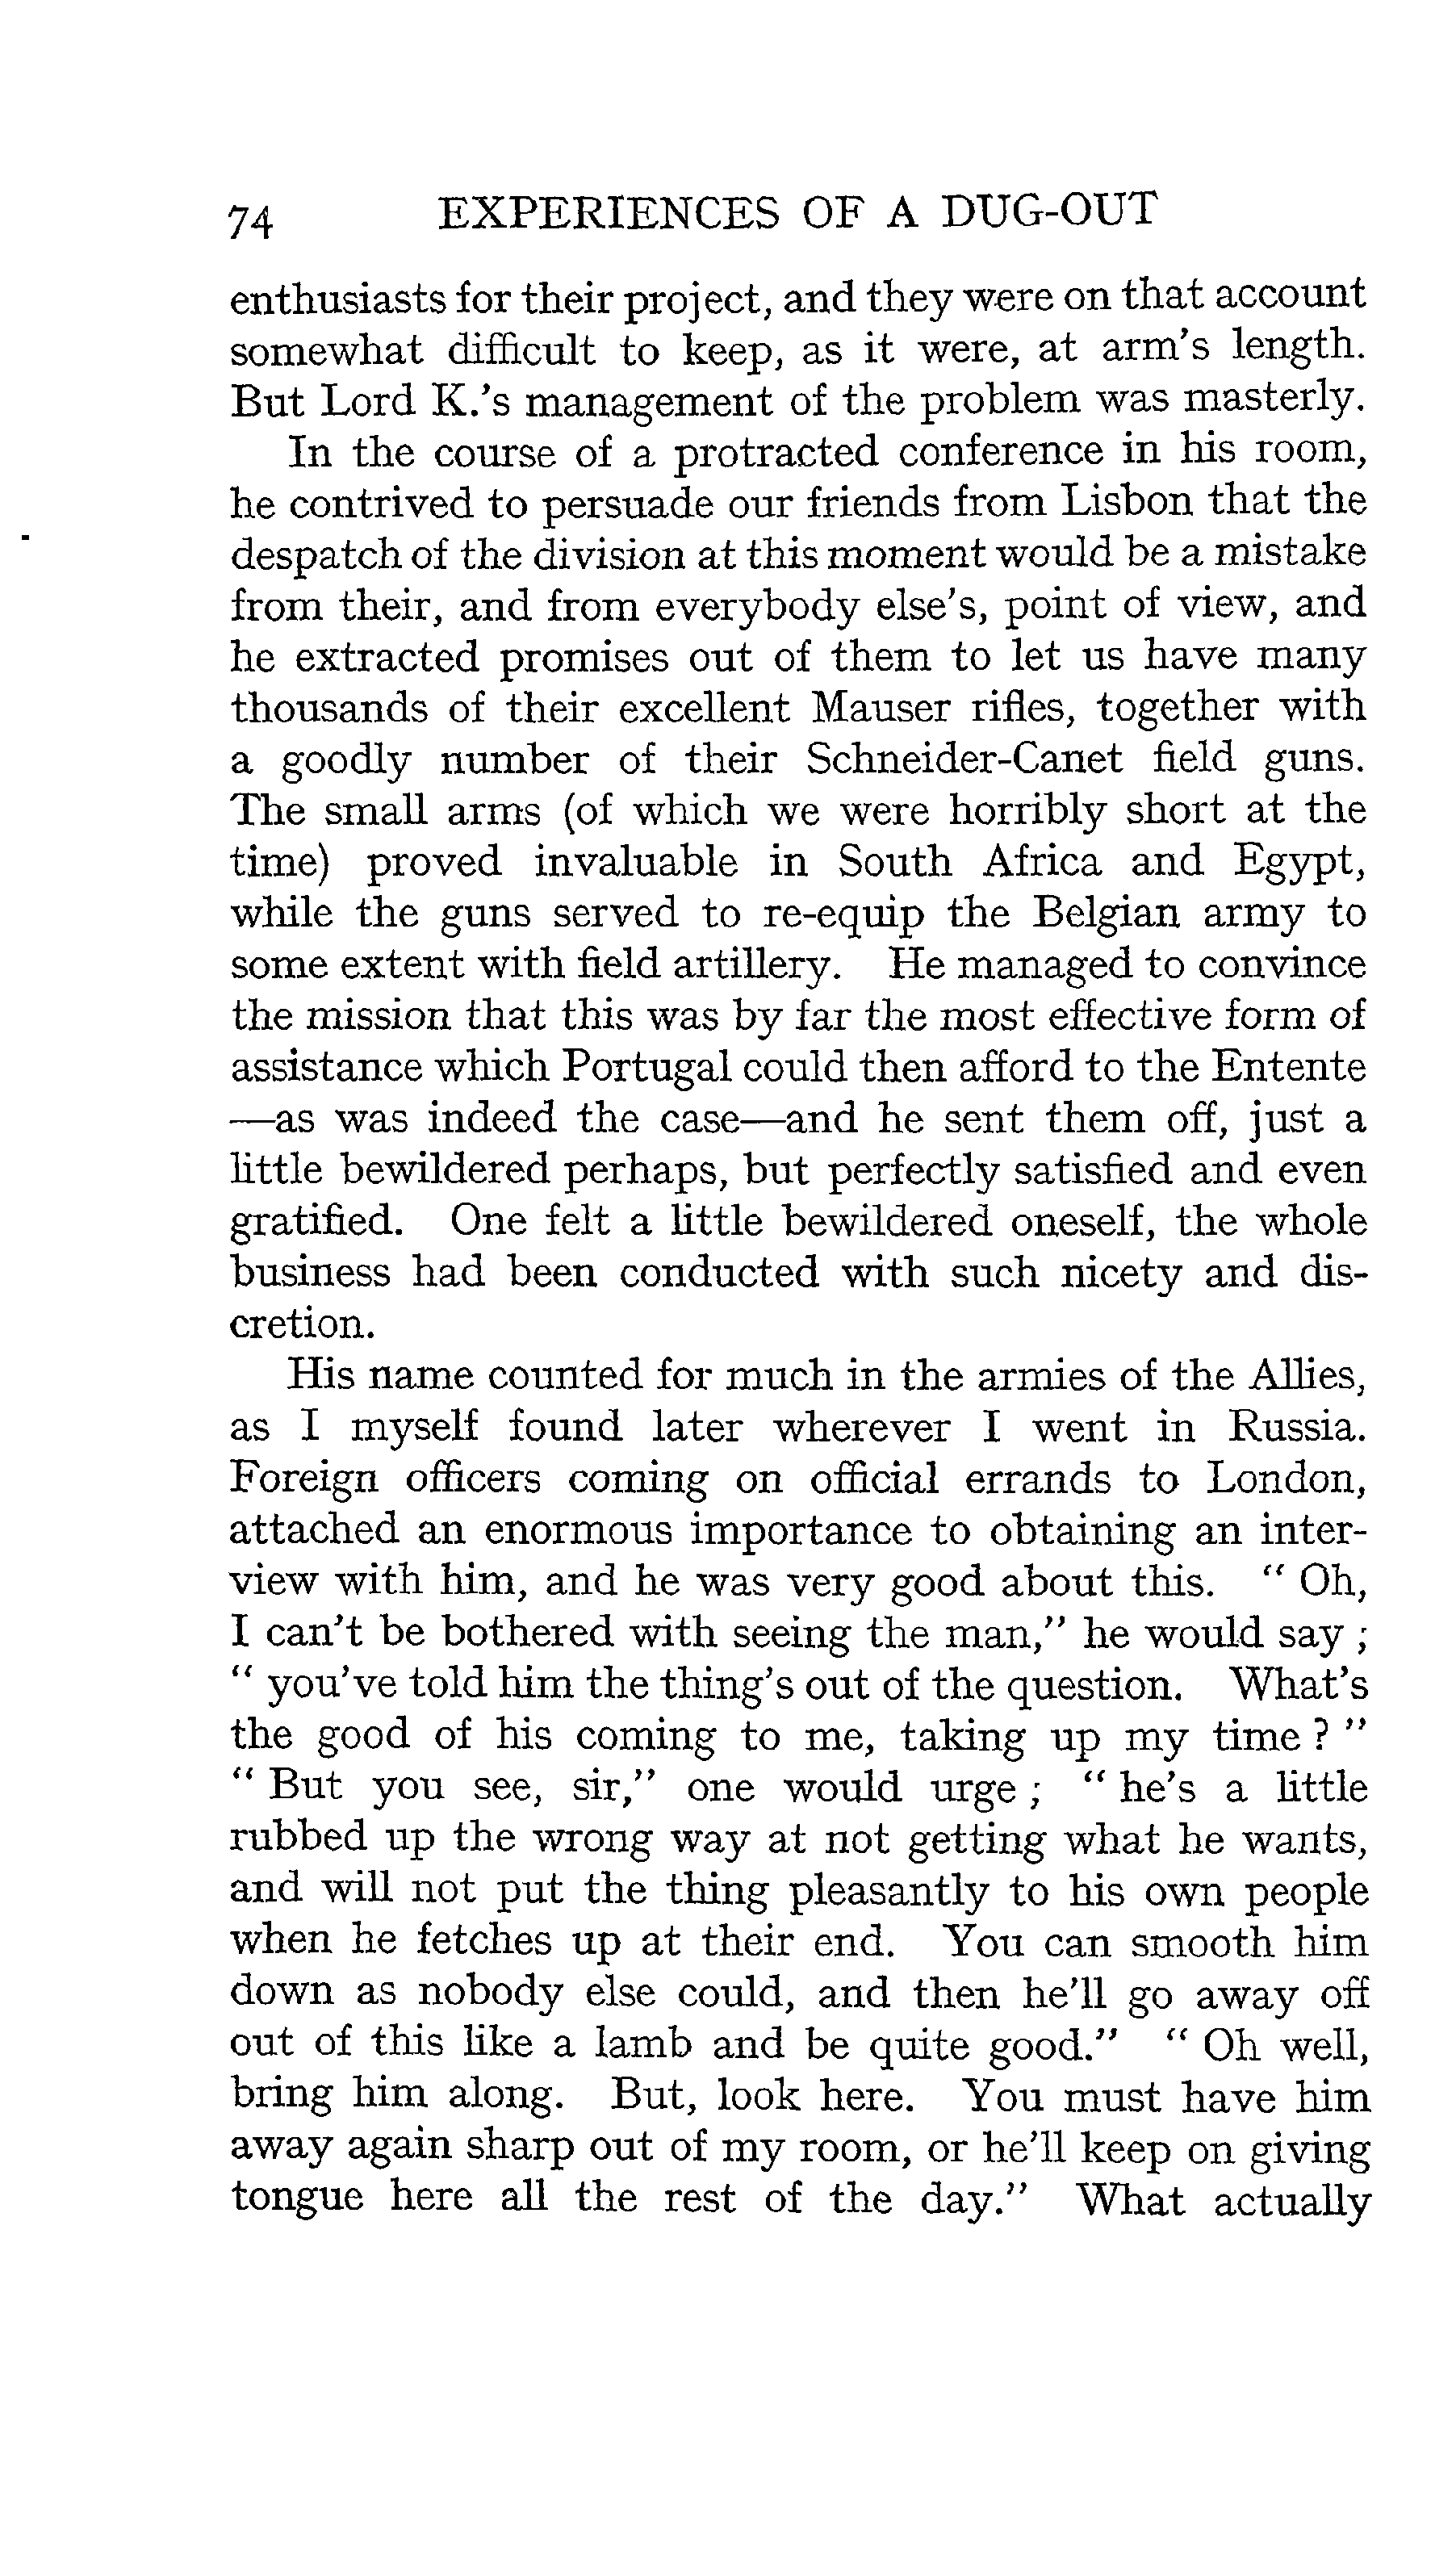 74 EXPERIENCES OF A DUG-OUT
enthusiasts for their project, and they were on that account
somewhat difficult to keep, as it were, at arm's length.
But Lord K.'s management of the problem was masterly.
In the course of a protracted conference in his room,
he contrived to persuade our friends from Lisbon that the
despatch of the division at this moment would be a mistake
from their, and from everybody else's, point of view, and
he extracted promises out of them to let us have many
thousands of their excellent Mauser rifles, together with
a goodly number of their Schneider-Canet field guns.
The small arms (of which we were horribly short at the
time) proved invaluable in South Africa and Egypt,
while the guns served to re-equip the Belgian army to
some extent with field artillery. He managed to convince
the mission that this was by far the most effective form of
assistance which Portugal could then afford to the Entente
—as was indeed the case—and he sent them off, just a
little bewildered perhaps, but perfectly satisfied and even
gratified. One felt a little bewildered oneself, the whole
business had been conducted with such nicety and dis-
cretion.
His name counted for much in the armies of the Allies,
as I myself found later wherever I went in Russia.
Foreign officers coming on official errands to London,
attached an enormous importance to obtaining an inter-
view with him, and he was very good about this. " Oh,
I can't be bothered with seeing the man," he would say ;
" you've told him the thing's out of the question. What's
the good of his coming to me, taking up my time ? "
" But you see, sir," one would urge ; " he's a little
rubbed up the wrong way at not getting what he wants,
and will not put the thing pleasantly to his own people
when he fetches up at their end. You can smooth him
down as nobody else could, and then he'll go away off
out of this like a lamb and be quite good." " Oh well,
bring him along. But, look here. You must have him
away again sharp out of my room, or he'll keep on giving
tongue here all the rest of the day." What actually